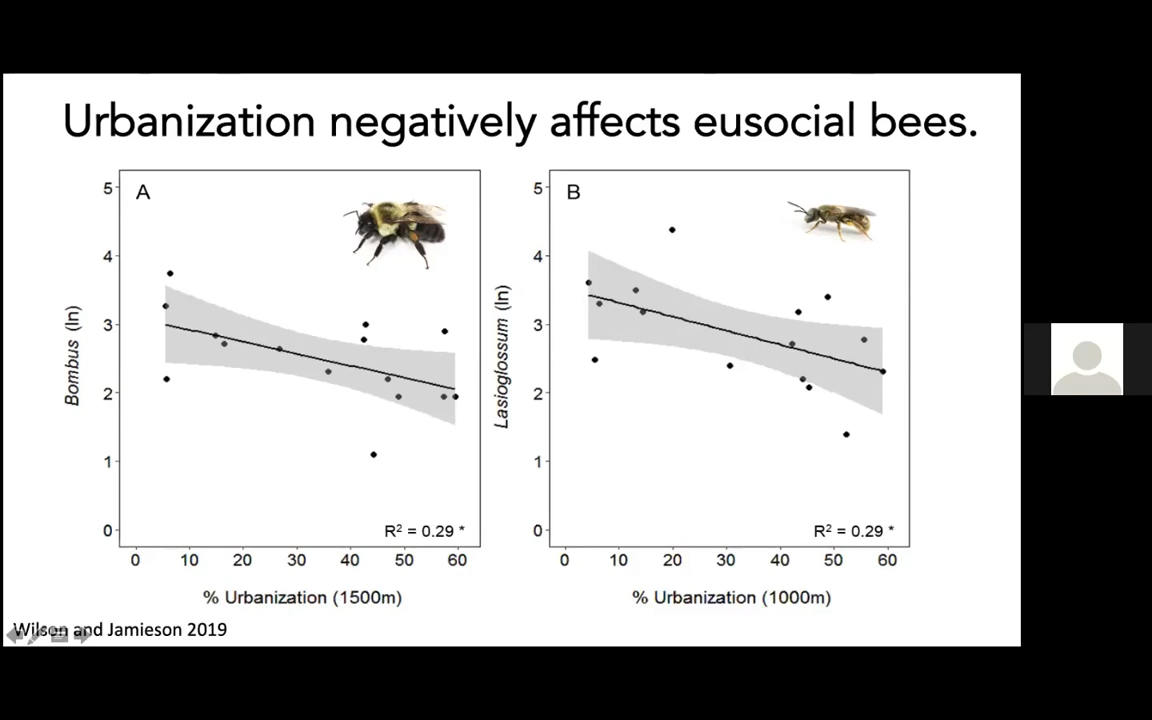 Urbanization negatively affects eusocial bees.
A
5
4
3
2
1
0
Bombus (ln)
R² = 0.29 *
0 10 20 30 40 50 60
% Urbanization (1500m)
B
5
4
3
2
1
0
Lasioglossum (ln)
R² = 0.29 *
0 10 20 30 40 50 60
% Urbanization (1000m)
Wilson and Jamieson 2019